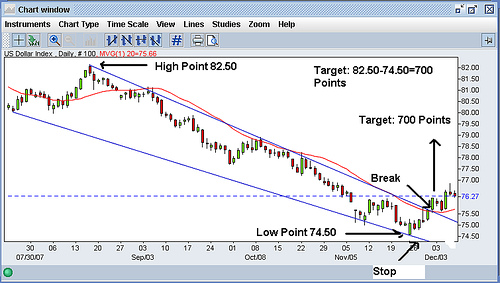 Chart window
Instruments Chart Type Time Scale View Lines Studies Zoom Help
US Dollar Index , Daily, # 100, MVG(1) 20=75.66
High Point 82.50
Target: 82.50-74.50=700
Points
Target: 700 Points
Break
Low Point 74.50
Stop
82.00
81.50
81.00
80.50
80.00
79.50
79.00
78.50
78.00
77.50
77.00
76.50
76.27
75.50
75.00
74.50
30 06 13 20 27 03 10 17 24 01 08 15 22 29 05 12 19 26 03
07/30/07 Sep/03 Oct/08 Nov/05 Dec/03